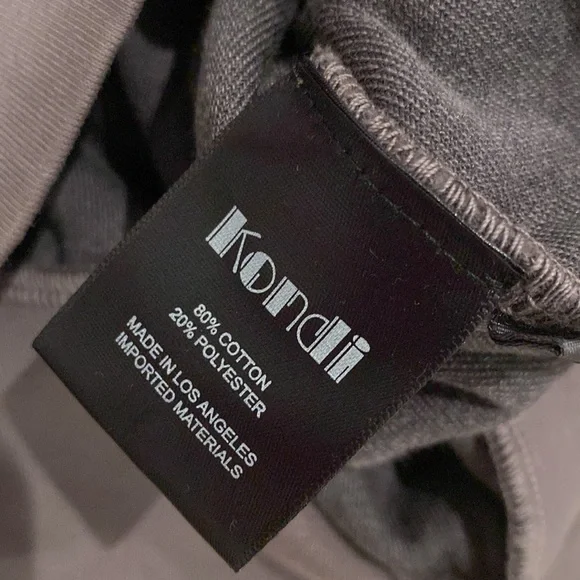 Kondi
80% COTTON
20% POLYESTER
MADE IN LOS ANGELES
IMPORTED MATERIALS